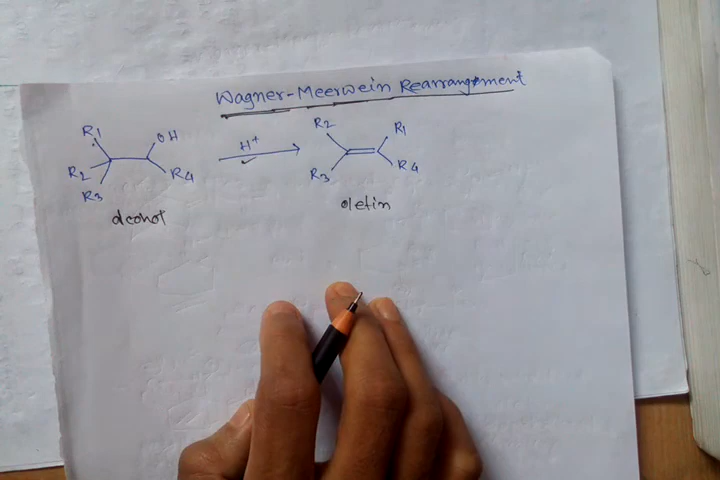 Wagner-Meerwein Rearrangement
R1 OH
R2 R4
R3
H+
R2 R1
R3 R4
alcohol
olefin